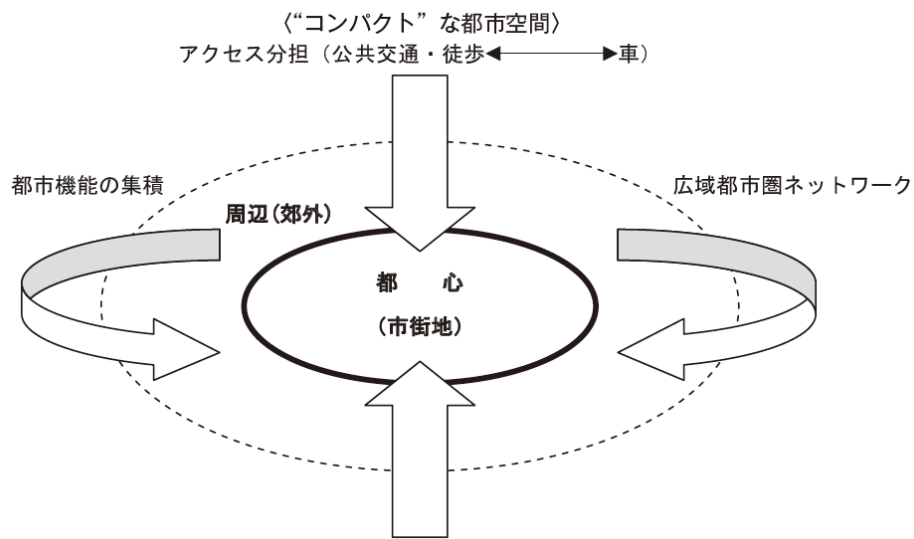 〈“コンパクト” な都市空間〉
アクセス分担（公共交通・徒歩◀━━▶車）
都市機能の集積
広域都市圏ネットワーク
周辺（郊外）
都　心
（市街地）